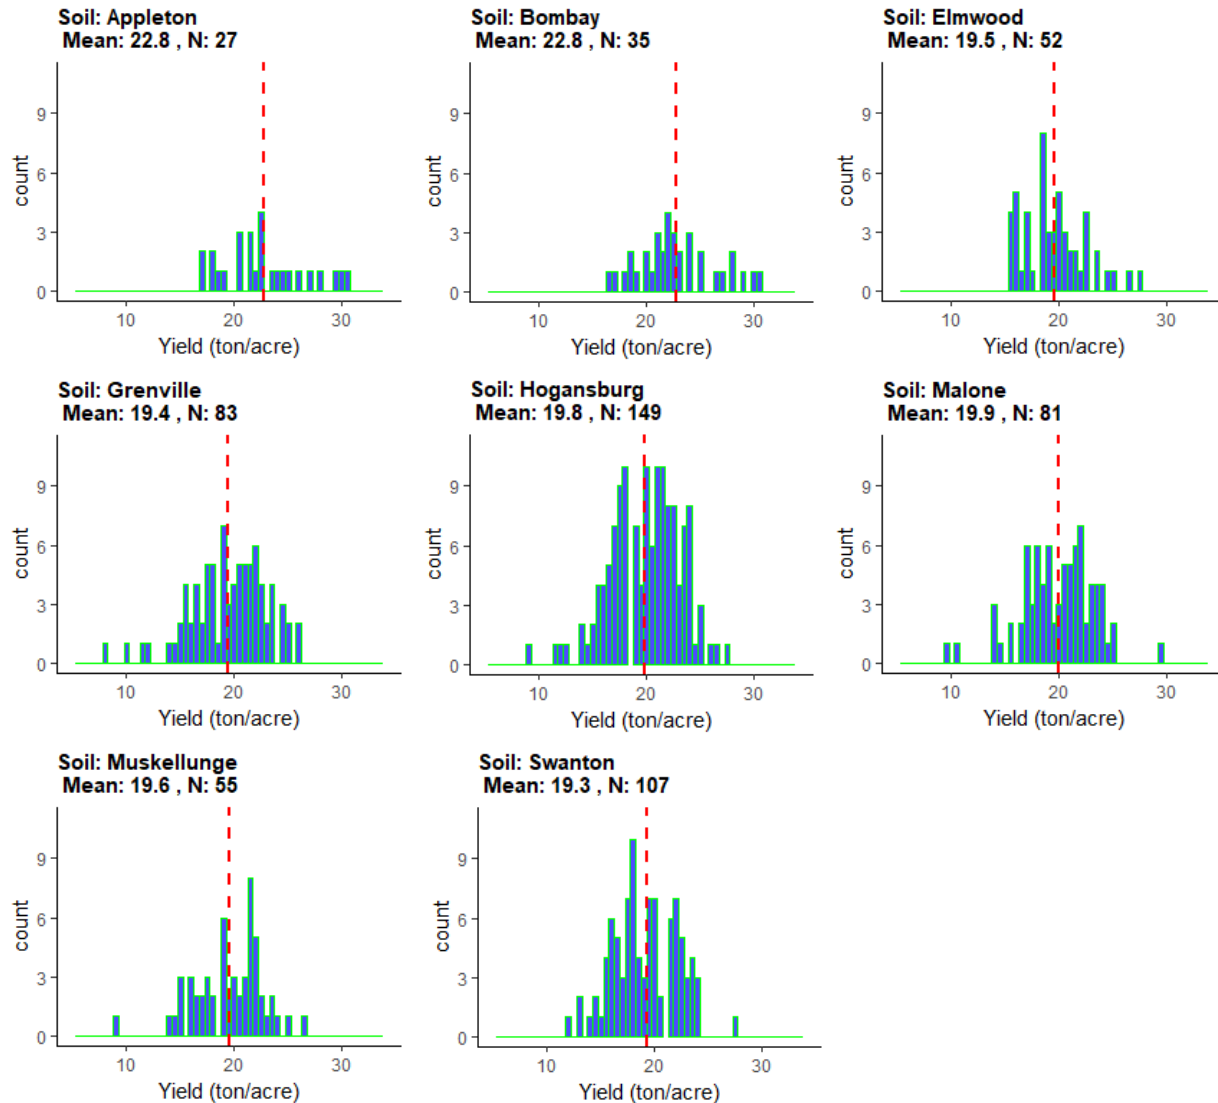 Soil: Appleton
Mean: 22.8 , N: 27
9
6
3
0
count
10 20 30
Yield (ton/acre)
Soil: Bombay
Mean: 22.8 , N: 35
9
6
3
0
count
10 20 30
Yield (ton/acre)
Soil: Elmwood
Mean: 19.5 , N: 52
9
6
3
0
count
10 20 30
Yield (ton/acre)
Soil: Grenville
Mean: 19.4 , N: 83
9
6
3
0
count
10 20 30
Yield (ton/acre)
Soil: Hogansburg
Mean: 19.8 , N: 149
9
6
3
0
count
10 20 30
Yield (ton/acre)
Soil: Malone
Mean: 19.9 , N: 81
9
6
3
0
count
10 20 30
Yield (ton/acre)
Soil: Muskellunge
Mean: 19.6 , N: 55
9
6
3
0
count
10 20 30
Yield (ton/acre)
Soil: Swanton
Mean: 19.3 , N: 107
9
6
3
0
count
10 20 30
Yield (ton/acre)